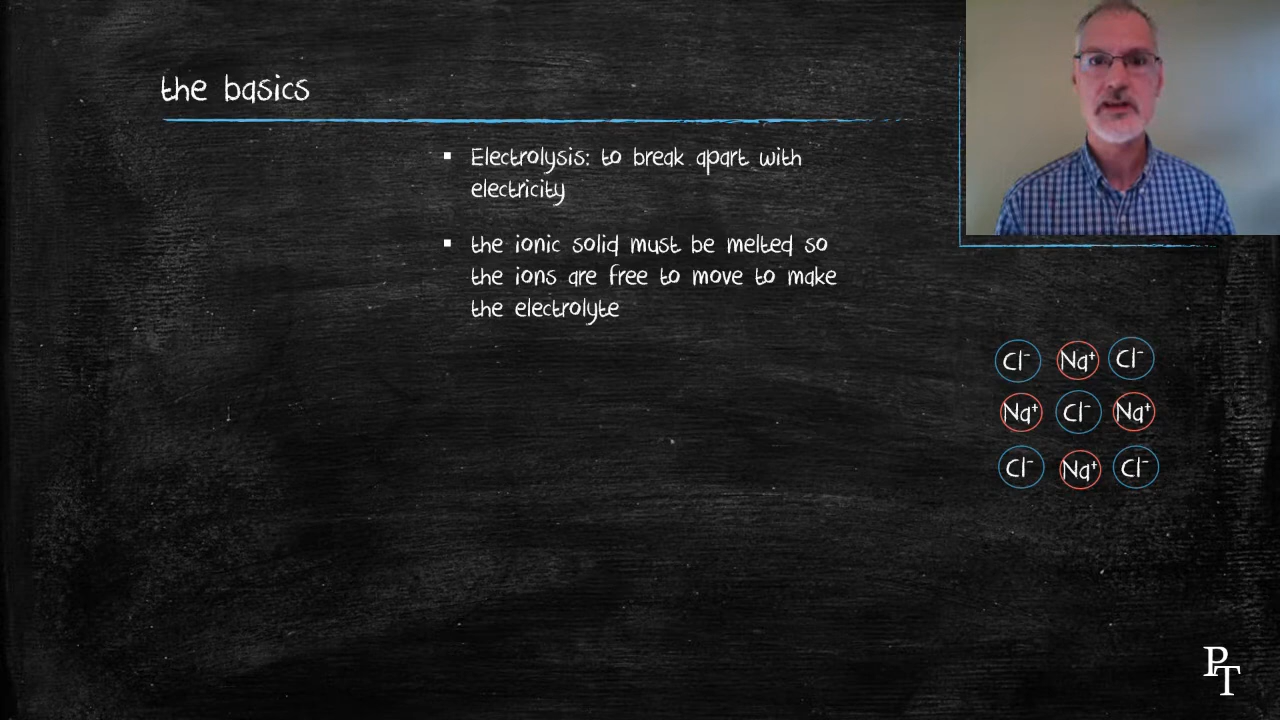 the basics
▪ Electrolysis: to break apart with
electricity
▪ the ionic solid must be melted so
the ions are free to move to make
the electrolyte
Cl⁻ Na⁺ Cl⁻
Na⁺ Cl⁻ Na⁺
Cl⁻ Na⁺ Cl⁻
PT